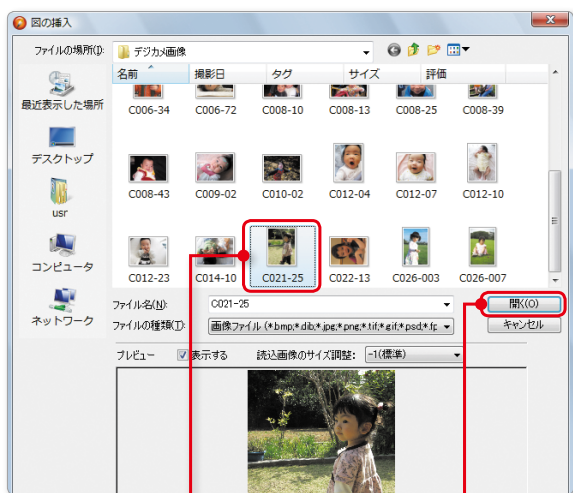 図の挿入
ファイルの場所(I):
デジカメ画像
名前 撮影日 タグ サイズ 評価
最近表示した場所
デスクトップ
usr
コンピュータ
ネットワーク
C006-34 C006-72 C008-10 C008-13 C008-25 C008-39
C008-43 C009-02 C010-02 C012-04 C012-07 C012-10
C012-23 C014-10 C021-25 C022-13 C026-003 C026-007
ファイル名(N): C021-25 開く(O)
ファイルの種類(T): 画像ファイル (*.bmp;*.dib;*.jpg;*.png;*.tif;*.gif;*.psd;*.fp キャンセル
プレビュー 表示する 読込画像のサイズ調整: -1(標準)